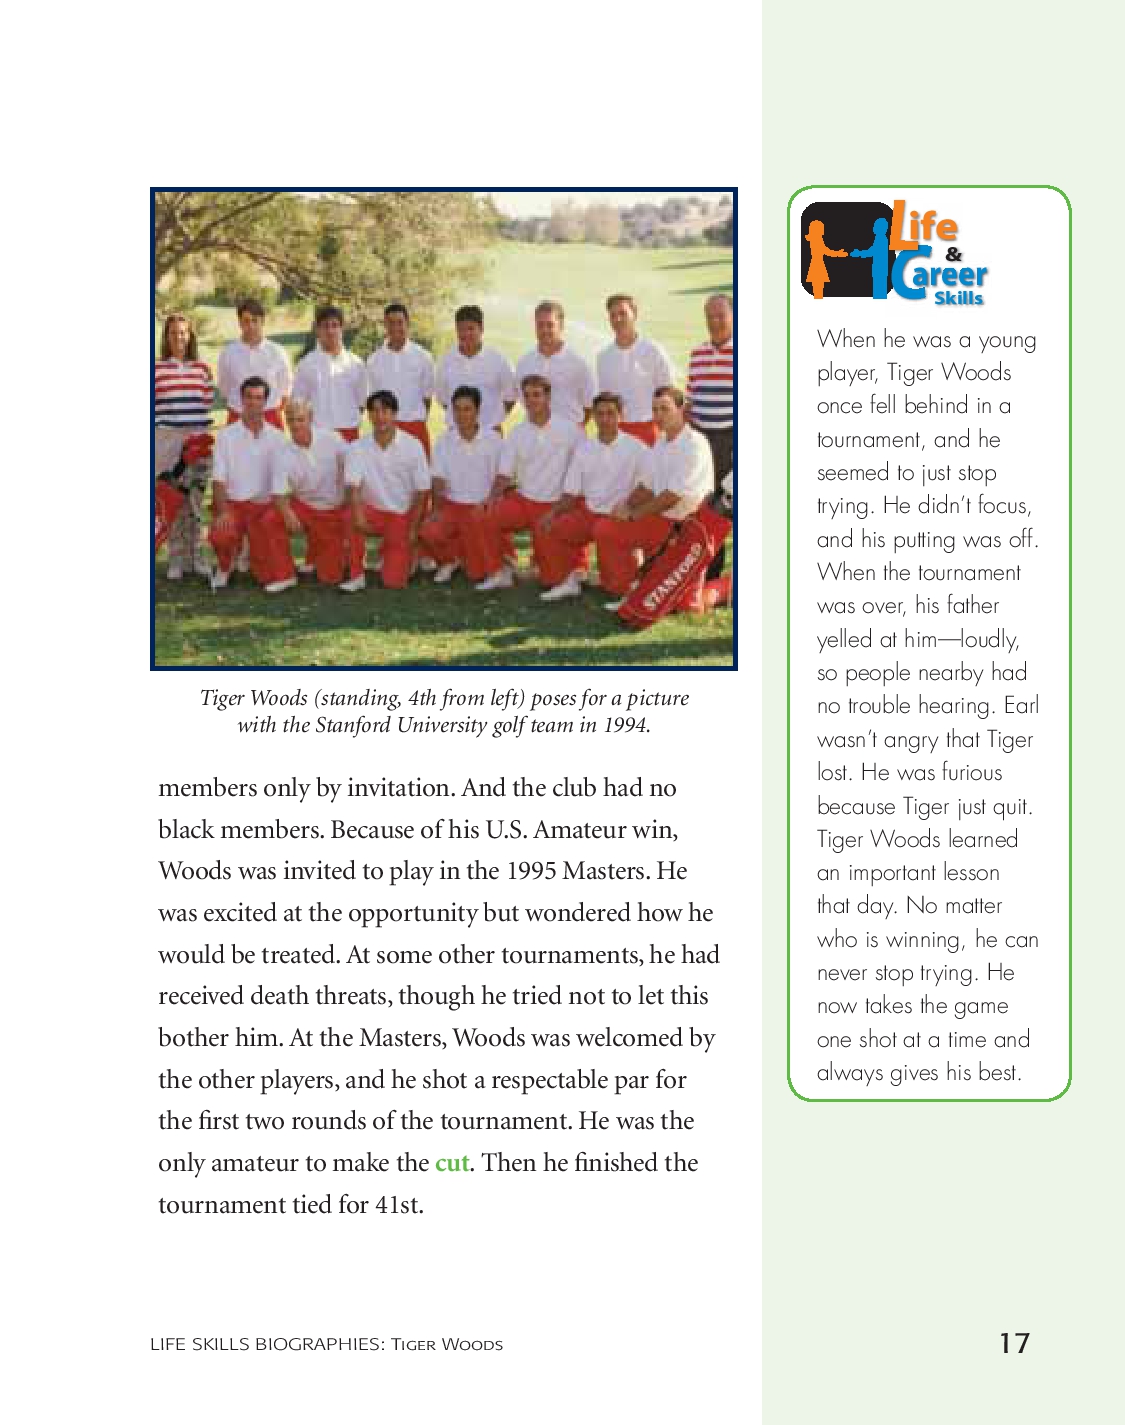 STANFORD
Tiger Woods (standing, 4th from left) poses for a picture
with the Stanford University golf team in 1994.
members only by invitation. And the club had no
black members. Because of his U.S. Amateur win,
Woods was invited to play in the 1995 Masters. He
was excited at the opportunity but wondered how he
would be treated. At some other tournaments, he had
received death threats, though he tried not to let this
bother him. At the Masters, Woods was welcomed by
the other players, and he shot a respectable par for
the first two rounds of the tournament. He was the
only amateur to make the cut. Then he finished the
tournament tied for 41st.
Life
&
Career
Skills
When he was a young
player, Tiger Woods
once fell behind in a
tournament, and he
seemed to just stop
trying. He didn’t focus,
and his putting was off.
When the tournament
was over, his father
yelled at him—loudly,
so people nearby had
no trouble hearing. Earl
wasn’t angry that Tiger
lost. He was furious
because Tiger just quit.
Tiger Woods learned
an important lesson
that day. No matter
who is winning, he can
never stop trying. He
now takes the game
one shot at a time and
always gives his best.
LIFE SKILLS BIOGRAPHIES: Tiger Woods
17